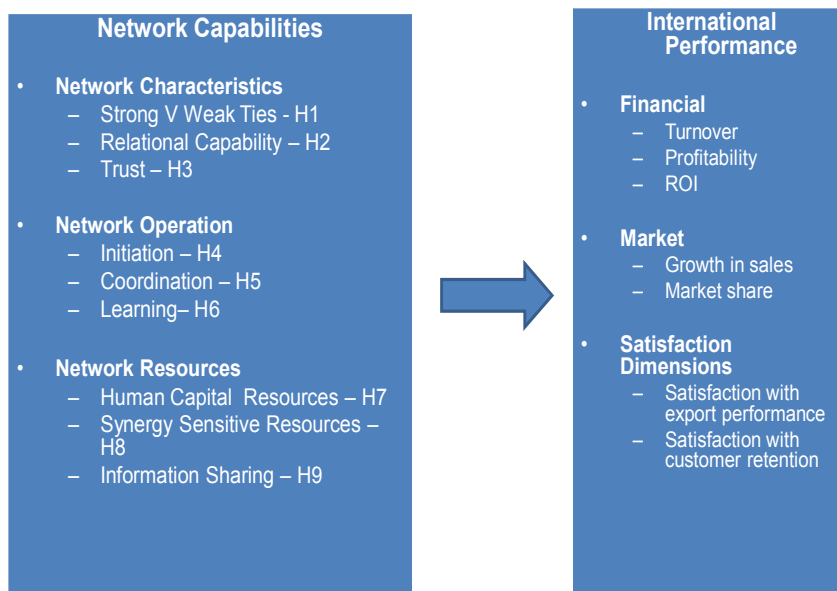 Network Capabilities
• Network Characteristics
– Strong V Weak Ties - H1
– Relational Capability – H2
– Trust – H3
• Network Operation
– Initiation – H4
– Coordination – H5
– Learning– H6
• Network Resources
– Human Capital Resources – H7
– Synergy Sensitive Resources –
H8
– Information Sharing – H9
International
Performance
• Financial
– Turnover
– Profitability
– ROI
• Market
– Growth in sales
– Market share
• Satisfaction
Dimensions
– Satisfaction with
export performance
– Satisfaction with
customer retention